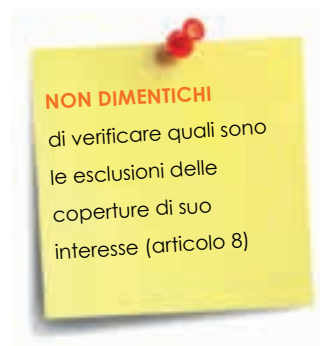 NON DIMENTICHI
di verificare quali sono
le esclusioni delle
coperture di suo
interesse (articolo 8)